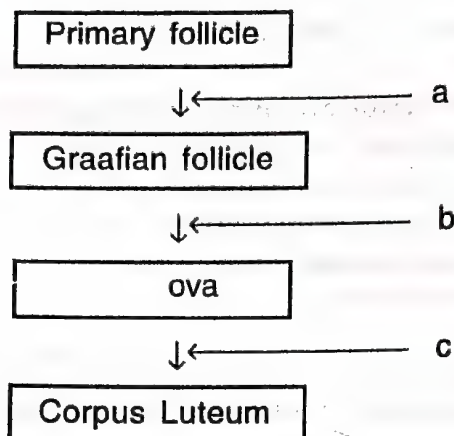 Primary follicle
a
Graafian follicle
b
ova
c
Corpus Luteum